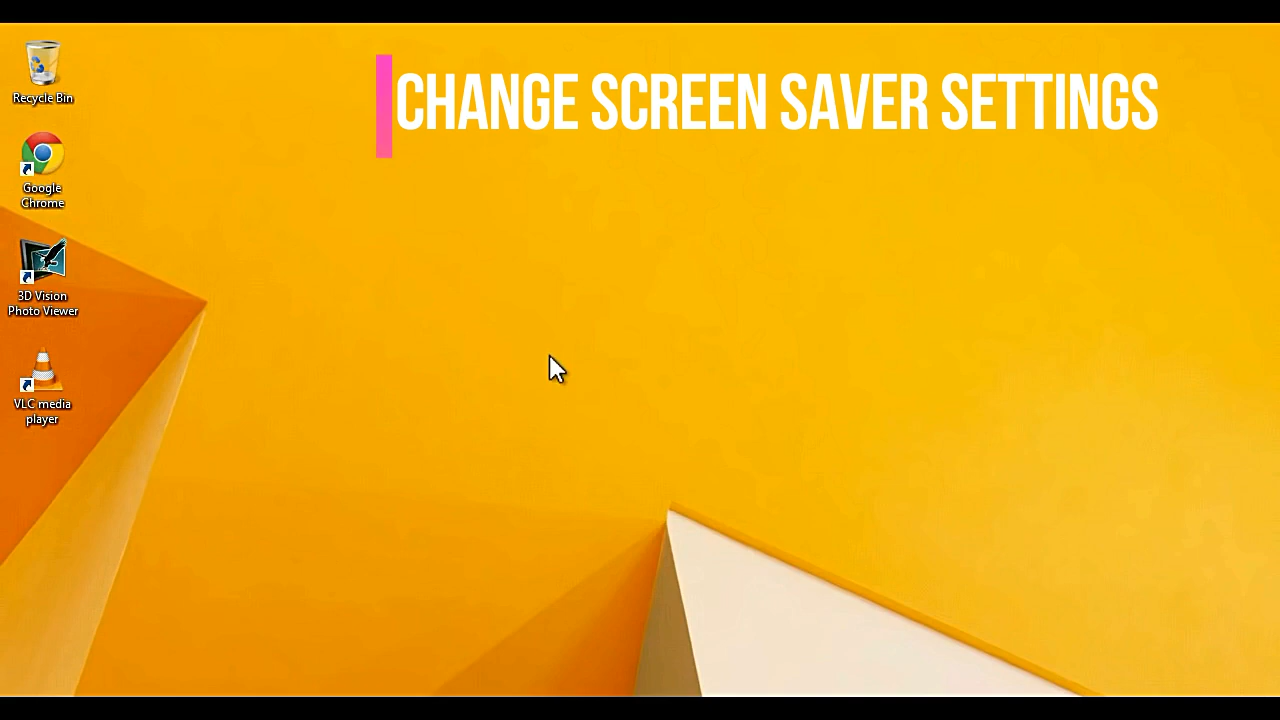 CHANGE SCREEN SAVER SETTINGS
Recycle Bin
Google
Chrome
3D Vision
Photo Viewer
VLC media
player